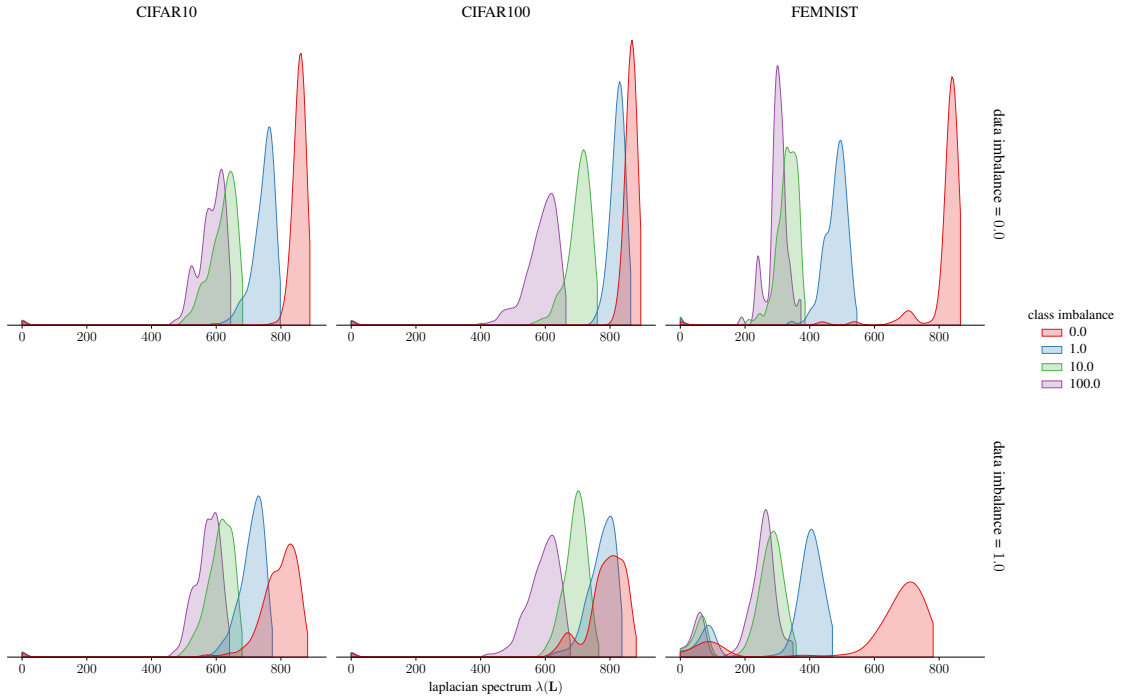 CIFAR10 CIFAR100 FEMNIST
data imbalance = 0.0
0 200 400 600 800 0 200 400 600 800 0 200 400 600 800
class imbalance
0.0
1.0
10.0
100.0
data imbalance = 1.0
0 200 400 600 800 0 200 400 600 800 0 200 400 600 800
laplacian spectrum λ(L)